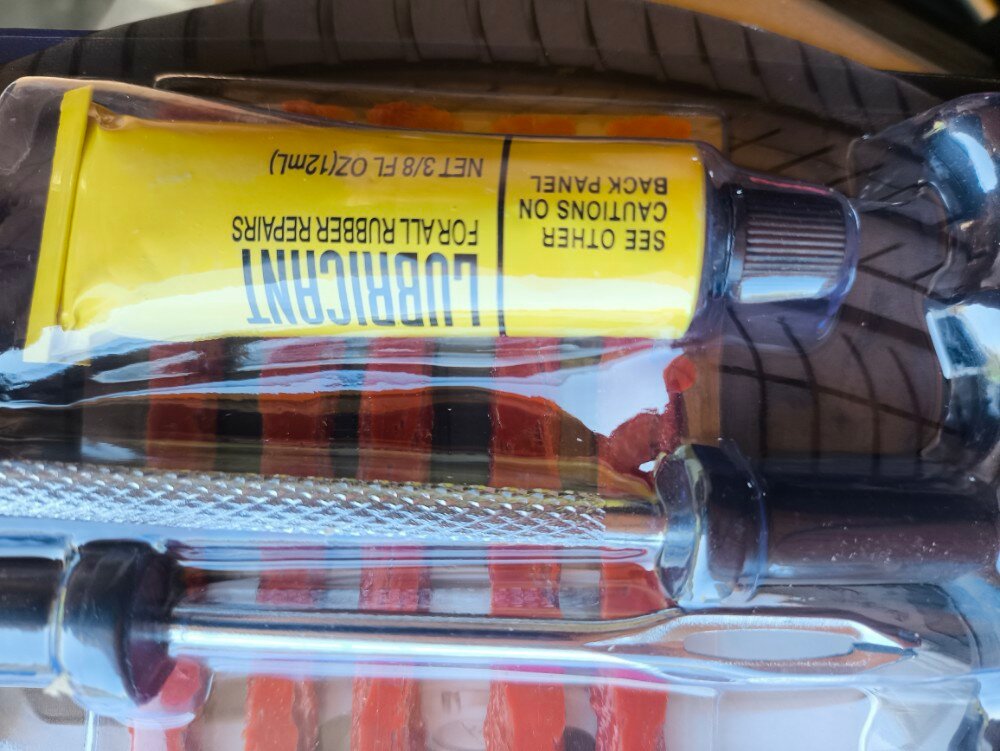 LUBRICANT
FOR ALL RUBBER REPAIRS
NET 3/8 FL OZ(12mL)
SEE OTHER
CAUTIONS ON
BACK PANEL